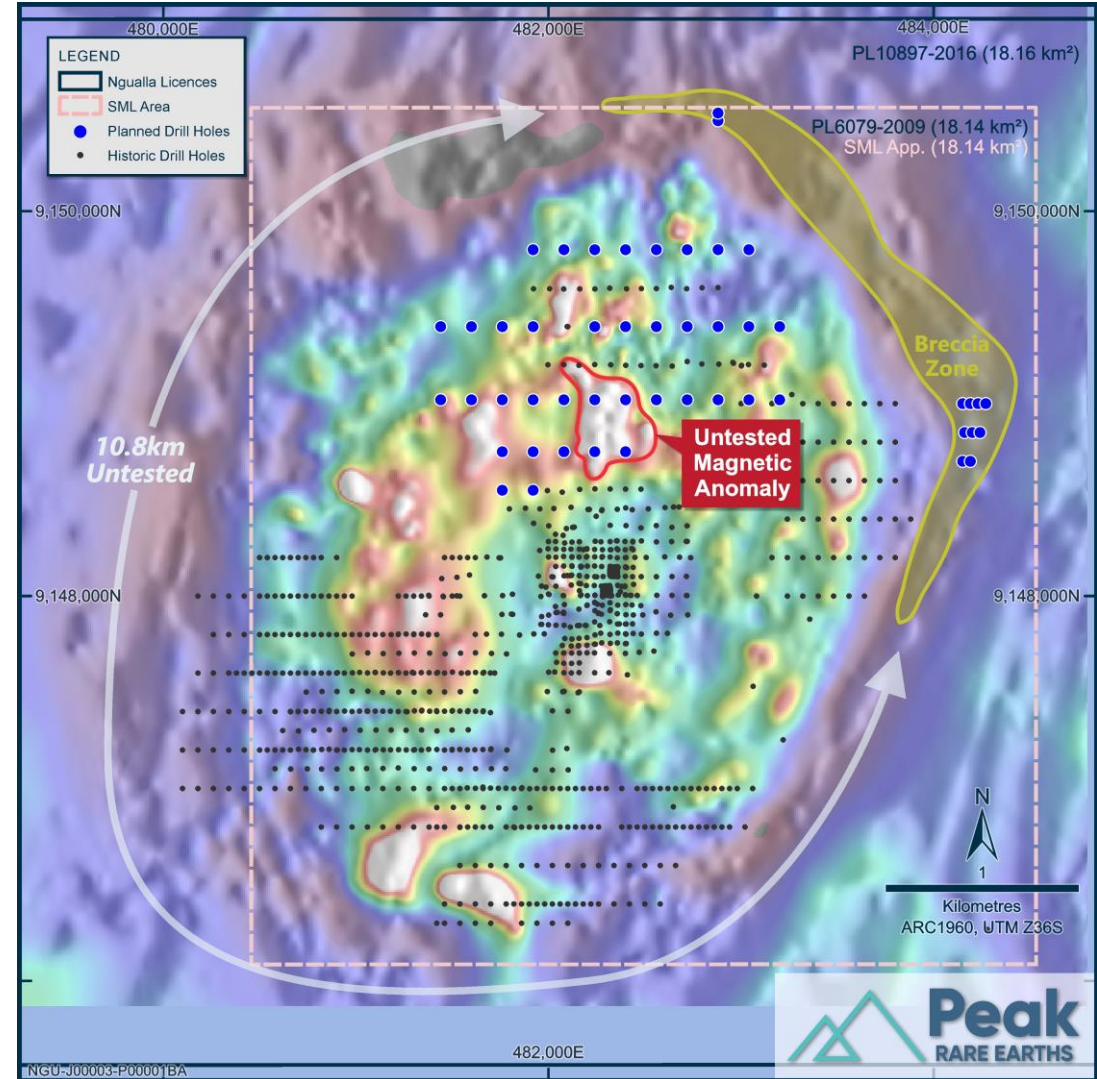 480,000E
482,000E
484,000E
LEGEND
Ngualla Licences
SML Area
Planned Drill Holes
Historic Drill Holes
PL10897-2016 (18.16 km²)
PL6079-2009 (18.14 km²)
SML App. (18.14 km²)
9,150,000N
9,150,000N
Breccia
Zone
10.8km
Untested
Untested
Magnetic
Anomaly
9,148,000N
9,148,000N
N
1
Kilometres
ARC1960, UTM Z36S
Peak
RARE EARTHS
482,000E
NGU-J00003-P00001BA